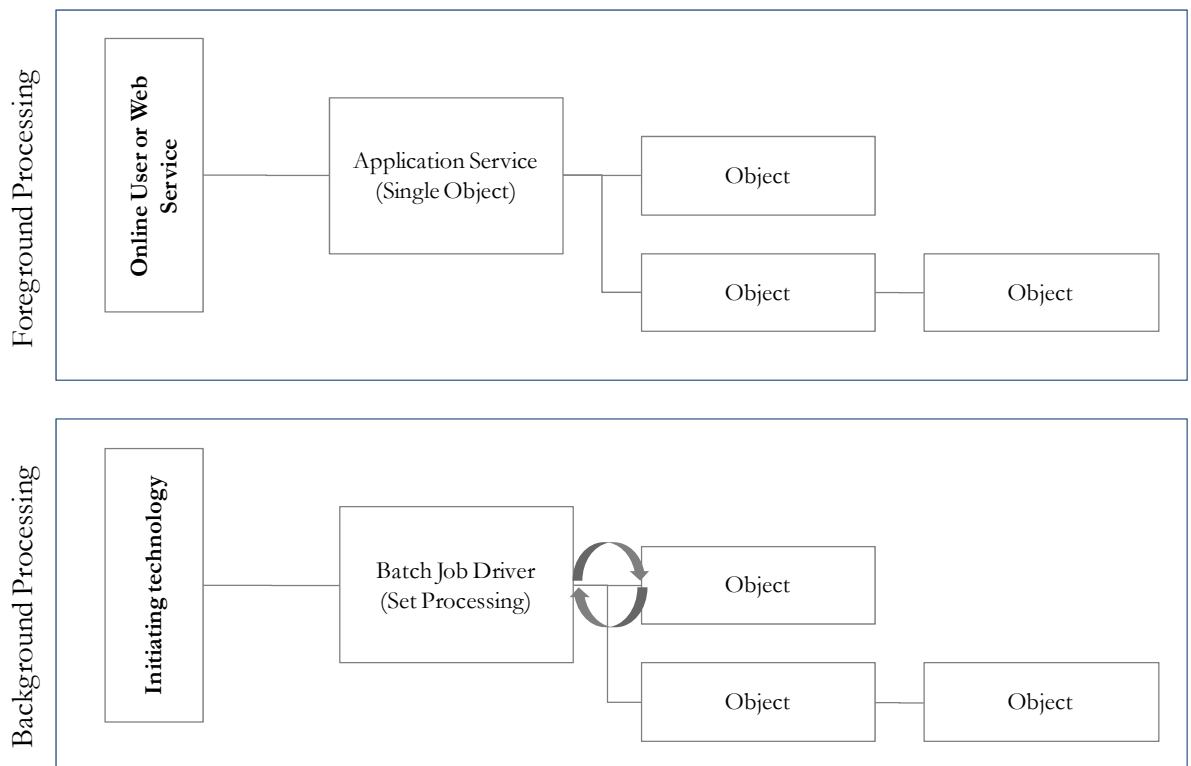 Foreground Processing
Online User or Web
Service
Application Service
(Single Object)
Object
Object
Object
Background Processing
Initiating technology
Batch Job Driver
(Set Processing)
Object
Object
Object